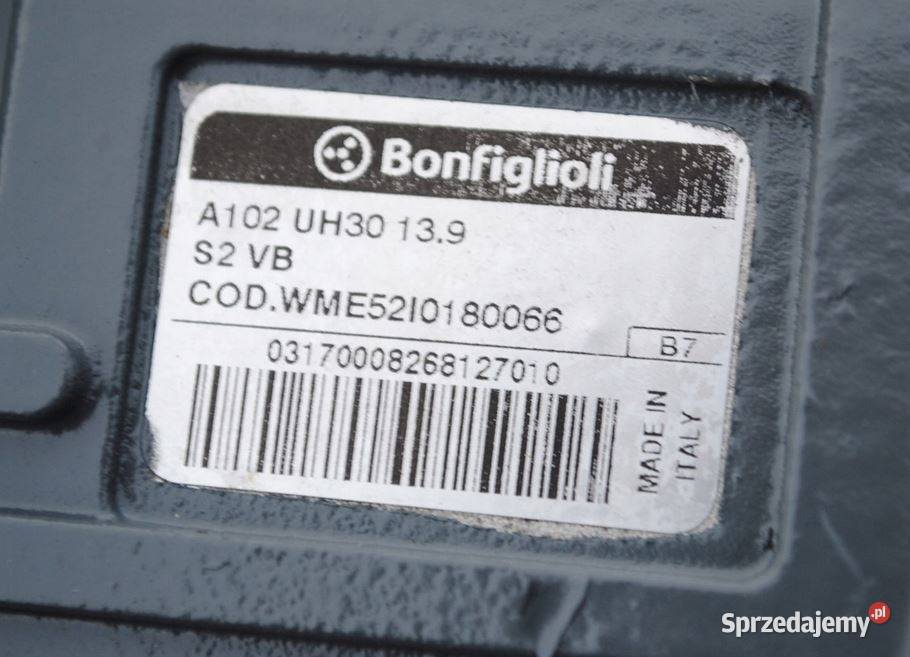 Bonfiglioli
A102 UH30 13.9
S2 VB
COD.WME52I0180066
B7
03170008268127010
MADE IN
ITALY
Sprzedajemy.pl